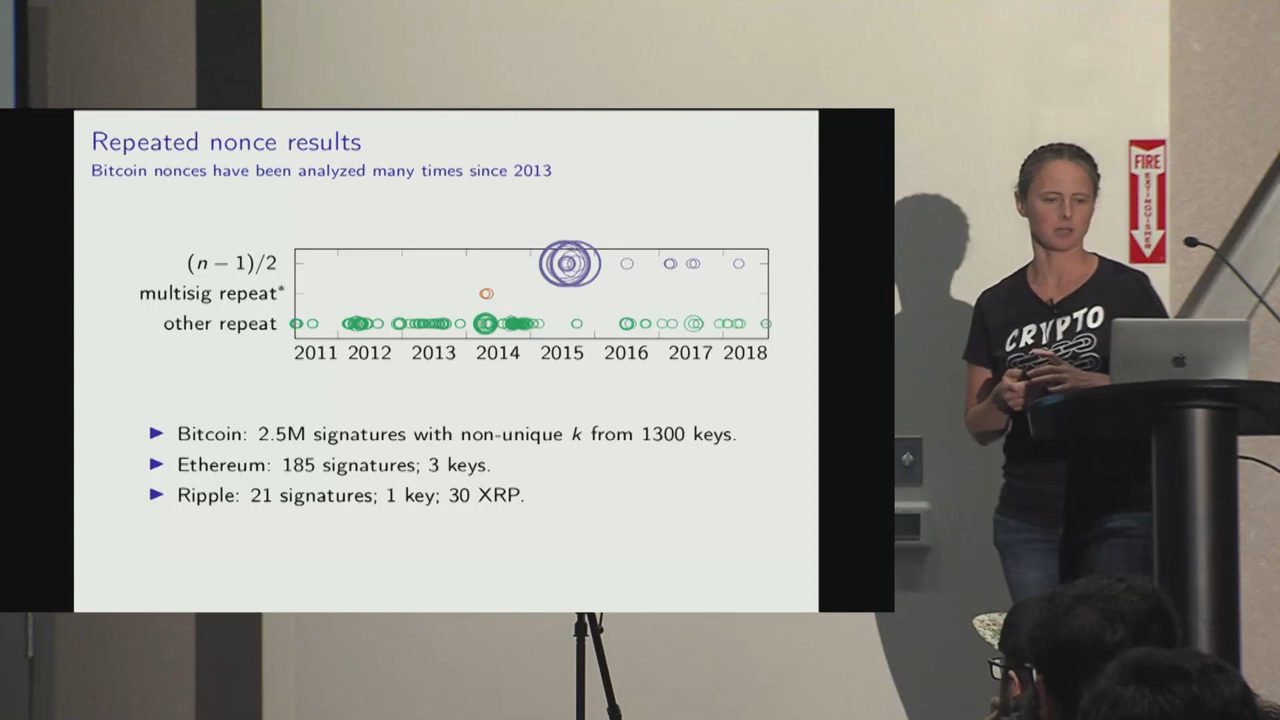 Repeated nonce results
Bitcoin nonces have been analyzed many times since 2013
(n − 1)/2
multisig repeat*
other repeat
2011 2012 2013 2014 2015 2016 2017 2018
▶ Bitcoin: 2.5M signatures with non-unique k from 1300 keys.
▶ Ethereum: 185 signatures; 3 keys.
▶ Ripple: 21 signatures; 1 key; 30 XRP.
FIRE
EXTINGUISHER
CRYPTO